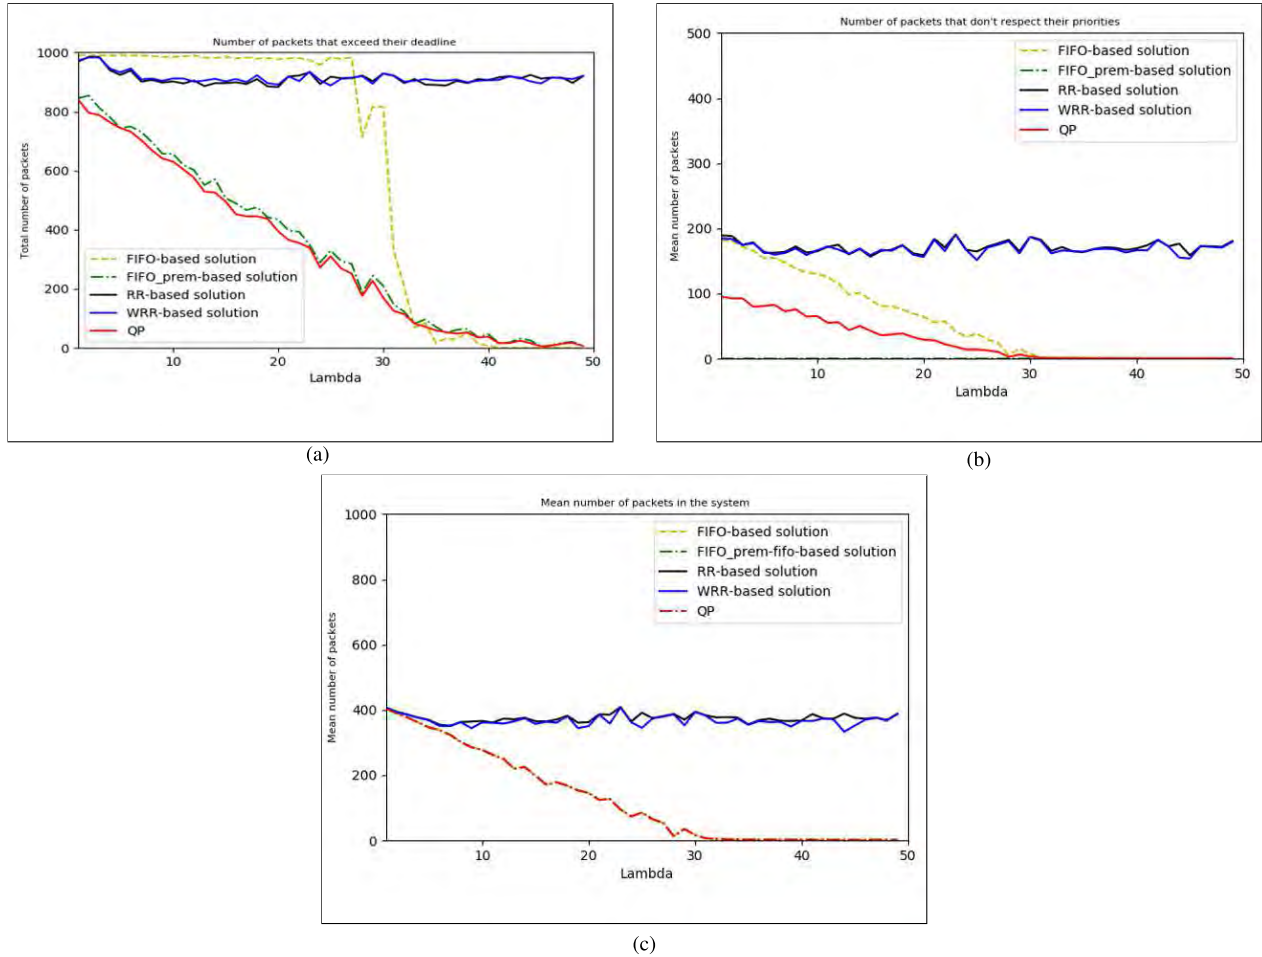 Number of packets that exceed their deadline
1000
800
600
400
200
0
Total number of packets
FIFO-based solution
FIFO_prem-based solution
RR-based solution
WRR-based solution
QP
10
20
30
40
50
Lambda
(a)
Number of packets that don't respect their priorities
500
400
300
200
100
0
Mean number of packets
FIFO-based solution
FIFO_prem-based solution
RR-based solution
WRR-based solution
QP
10
20
30
40
50
Lambda
(b)
Mean number of packets in the system
1000
800
600
400
200
0
Mean number of packets
FIFO-based solution
FIFO_prem-fifo-based solution
RR-based solution
WRR-based solution
QP
10
20
30
40
50
Lambda
(c)